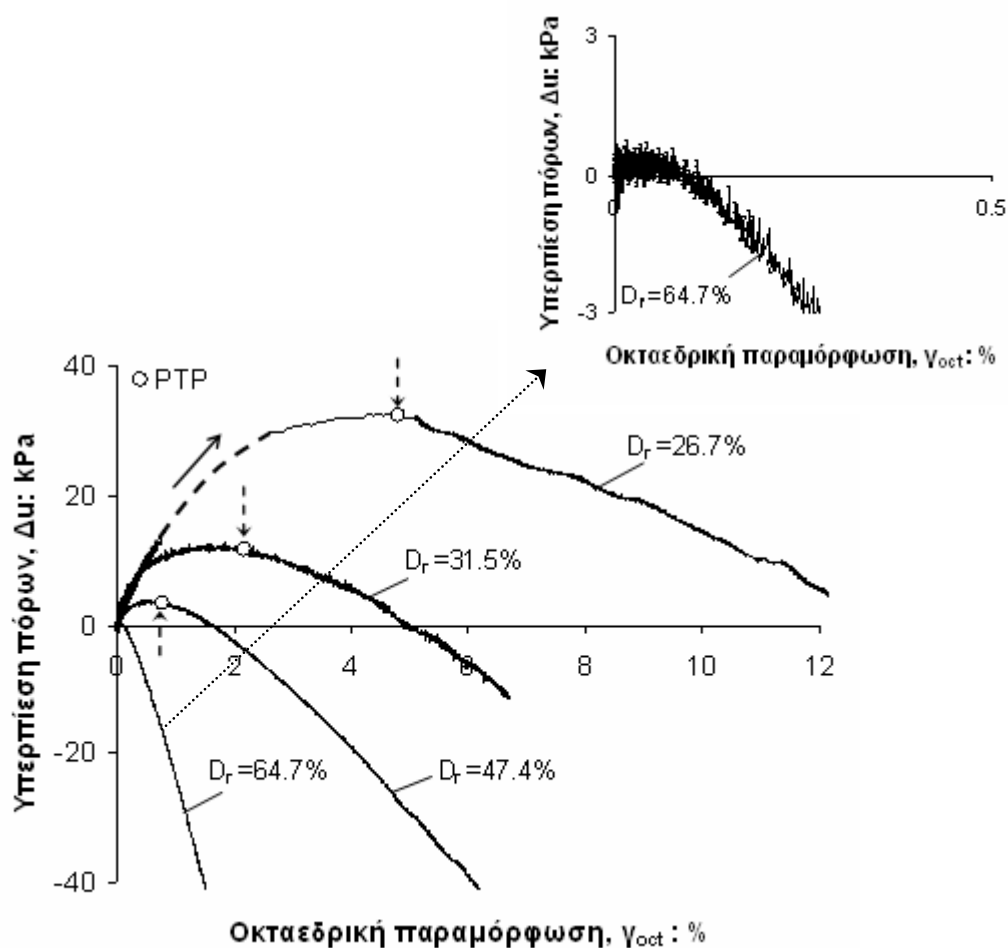 Υπερπίεση πόρων, Δu: kPa
3
0
-3
0
0.5
Dr=64.7%
Οκταεδρική παραμόρφωση, γoct: %
Υπερπίεση πόρων, Δu: kPa
40
20
0
-20
-40
PTP
Dr=26.7%
Dr=31.5%
0 2 4 6 8 10 12
Dr=64.7%
Dr=47.4%
Οκταεδρική παραμόρφωση, γoct : %